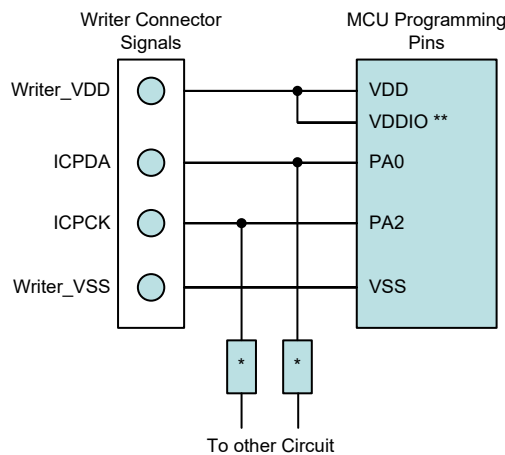 Writer Connector
Signals
MCU Programming
Pins
Writer_VDD
VDD
VDDIO **
ICPDA
PA0
ICPCK
PA2
Writer_VSS
VSS
*
*
To other Circuit